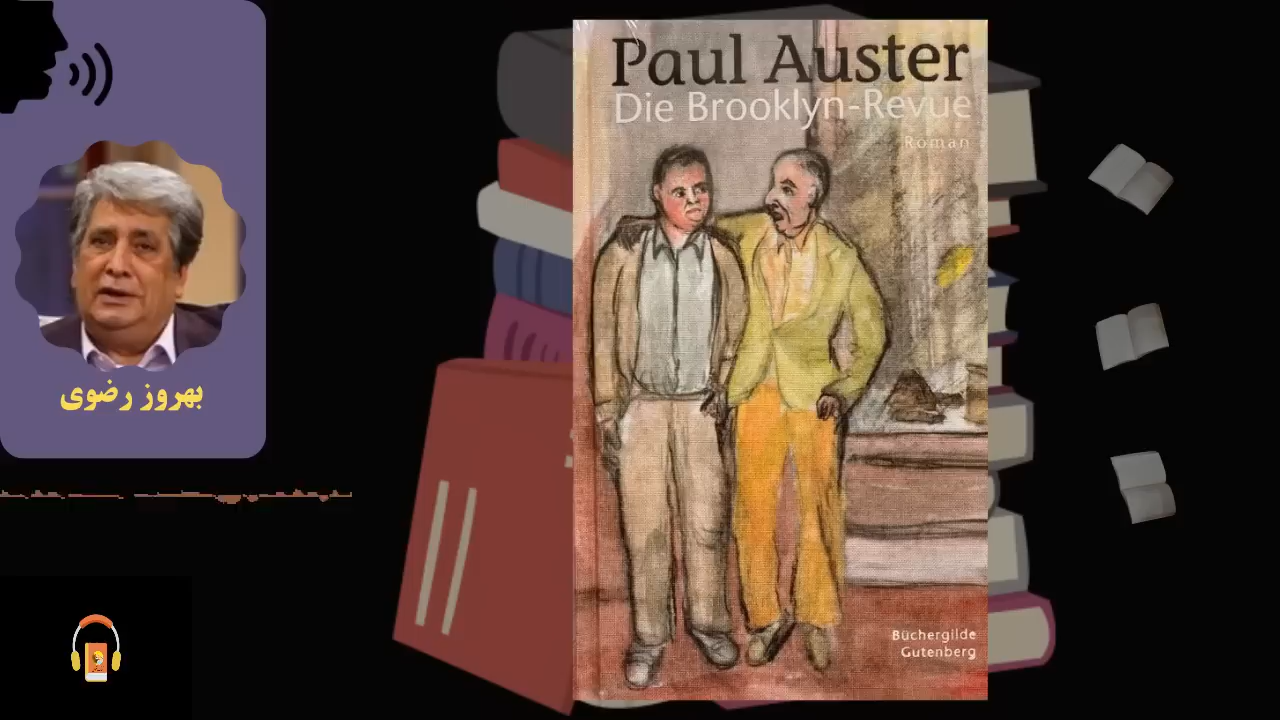 Paul Auster
Die Brooklyn-Revue
Roman
بهروز رضوی
Büchergilde
Gutenberg